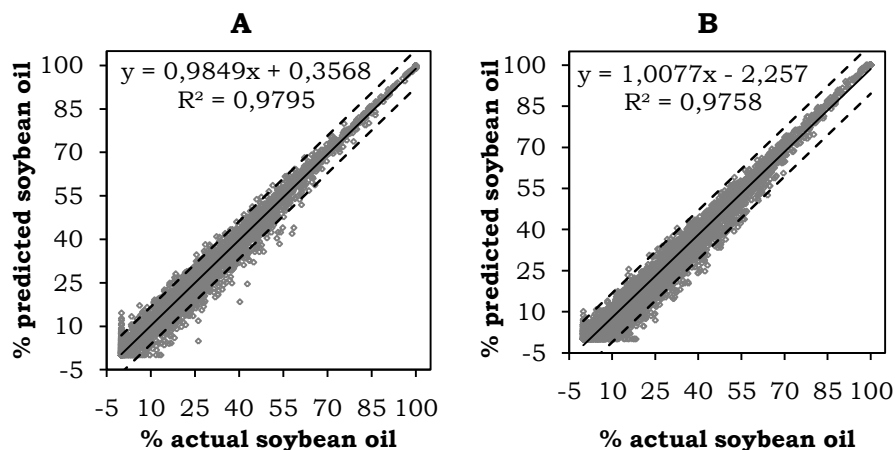 A
% predicted soybean oil
100
85
70
55
40
25
10
-5
y = 0,9849x + 0,3568
R² = 0,9795
-5 10 25 40 55 70 85 100
% actual soybean oil
B
% predicted soybean oil
100
85
70
55
40
25
10
-5
y = 1,0077x - 2,257
R² = 0,9758
-5 10 25 40 55 70 85 100
% actual soybean oil